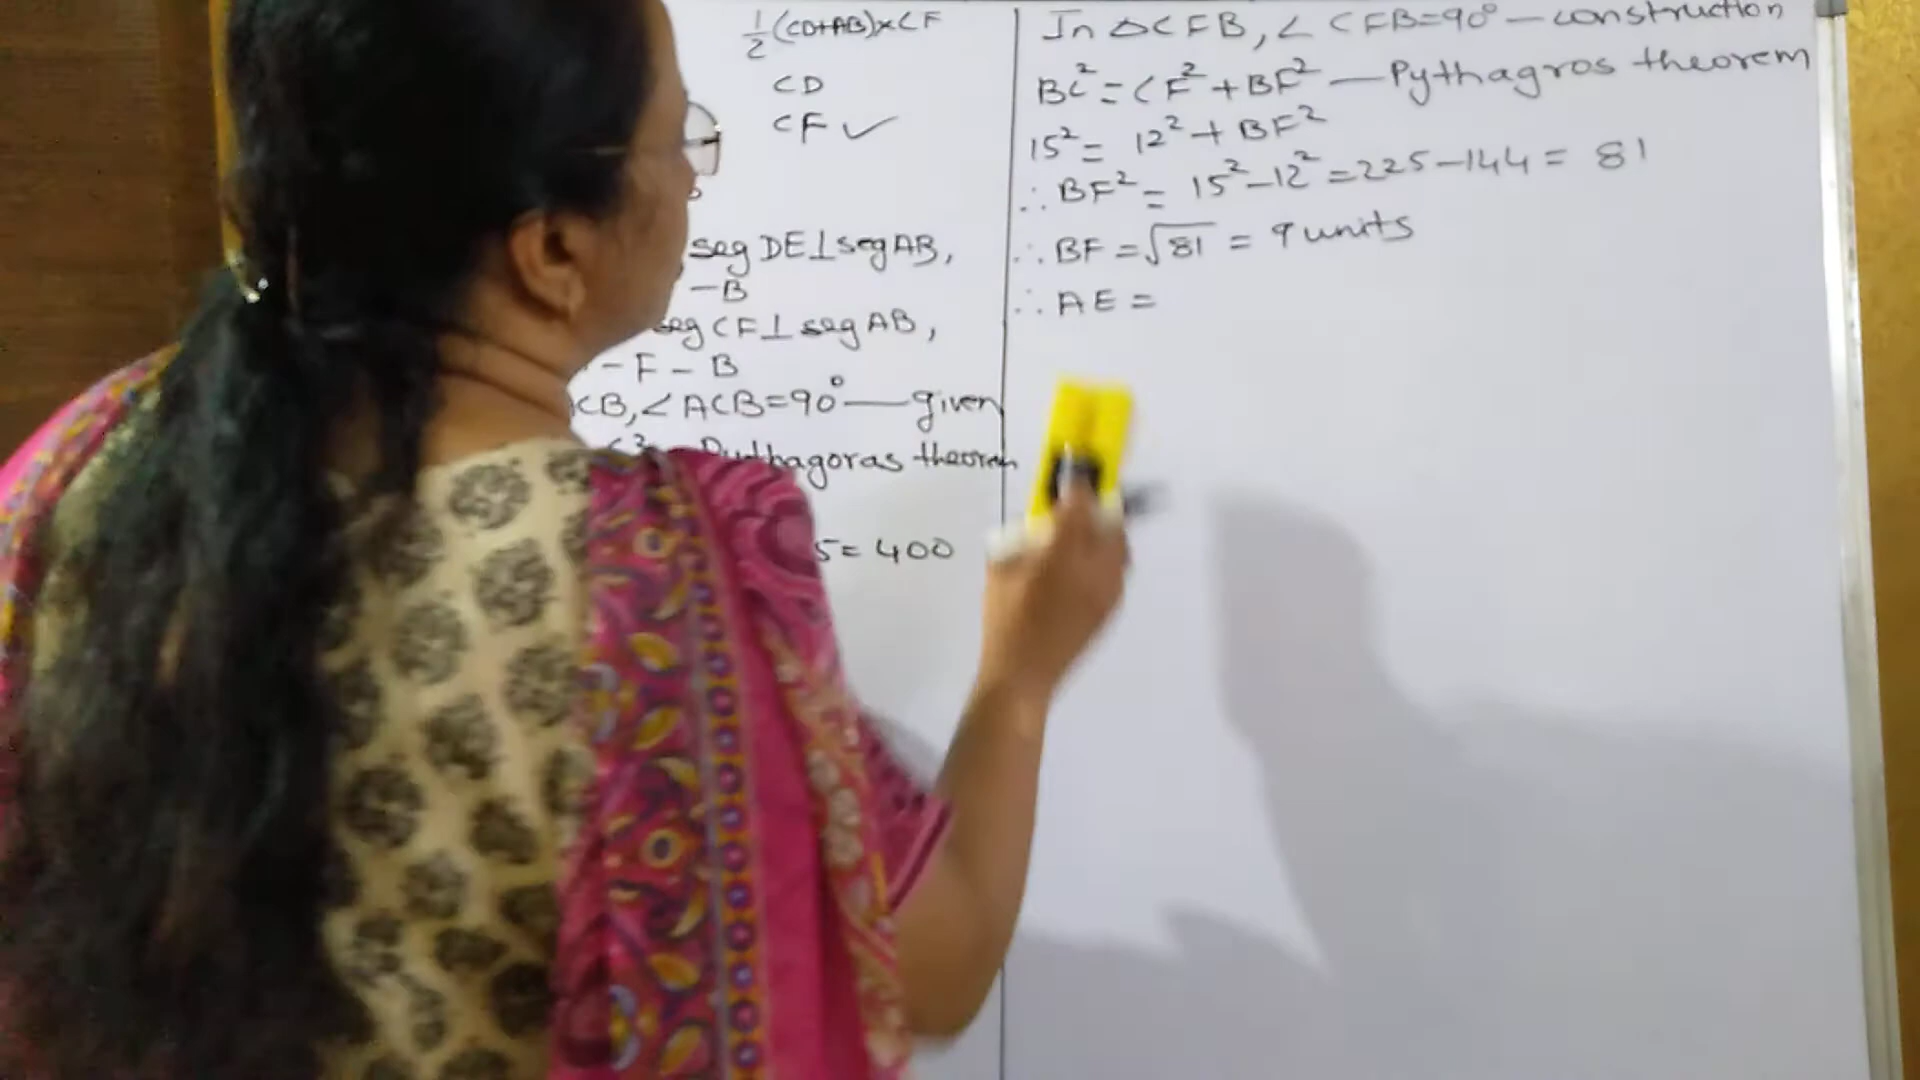 1/2(CD+AB)×CF
CD
CF ✓
seg DE⊥seg AB,
-B
seg CF⊥seg AB,
-F-B
CB, ∠ACB=90° — given
Pythagoras theorem
5= 400
In △CFB, ∠CFB=90° — construction
BC²= CF²+BF² — Pythagros theorem
15²= 12²+BF²
∴ BF²= 15²-12²=225-144= 81
∴ BF =√81 = 9 units
∴ AE =